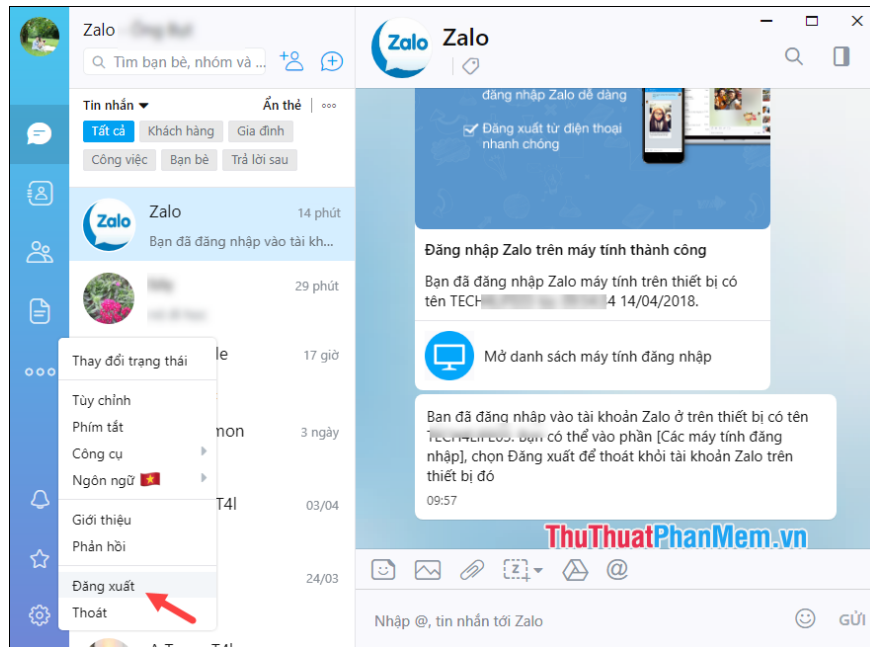 Zalo
Tìm bạn bè, nhóm và ...
Tin nhắn
Ẩn thẻ
Tất cả
Khách hàng
Gia đình
Công việc
Bạn bè
Trả lời sau
Zalo
14 phút
Bạn đã đăng nhập vào tài kh...
29 phút
le
17 giờ
mon
3 ngày
T4l
03/04
24/03
Thay đổi trạng thái
Tùy chỉnh
Phím tắt
Công cụ
Ngôn ngữ
Giới thiệu
Phản hồi
Đăng xuất
Thoát
Zalo
Zalo
đăng nhập Zalo dễ dàng
Đăng xuất từ điện thoại
nhanh chóng
Đăng nhập Zalo trên máy tính thành công
Bạn đã đăng nhập Zalo máy tính trên thiết bị có
tên TECH 4 14/04/2018.
Mở danh sách máy tính đăng nhập
Bạn đã đăng nhập vào tài khoản Zalo ở trên thiết bị có tên
Bạn có thể vào phần [Các máy tính đăng
nhập], chọn Đăng xuất để thoát khỏi tài khoản Zalo trên
thiết bị đó
09:57
ThuThuatPhanMem.vn
Nhập @, tin nhắn tới Zalo
GỬI